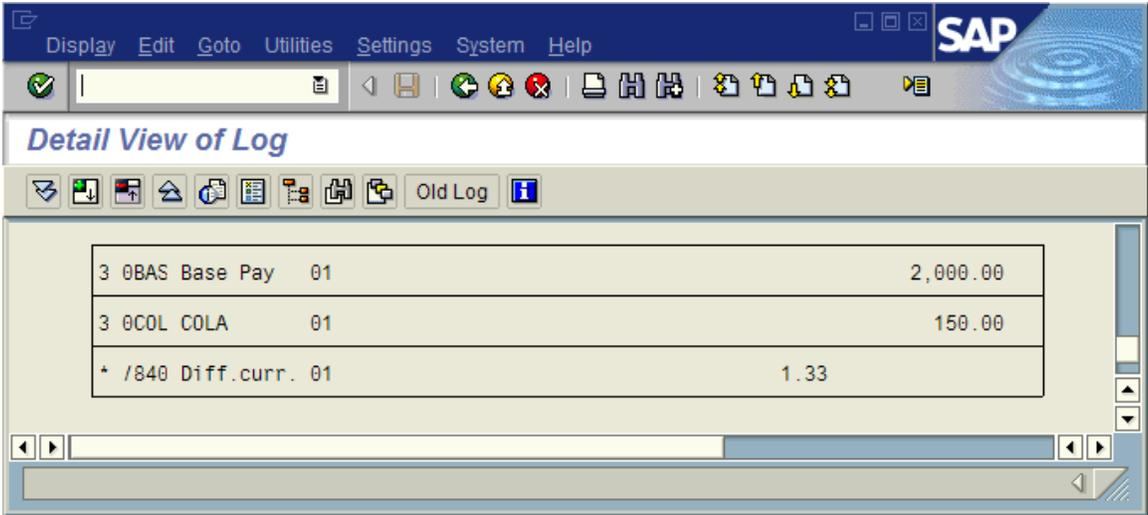 Display Edit Goto Utilities Settings System Help
SAP
Detail View of Log
Old Log
3 0BAS Base Pay 01 2,000.00
3 0COL COLA 01 150.00
* /840 Diff.curr. 01 1.33